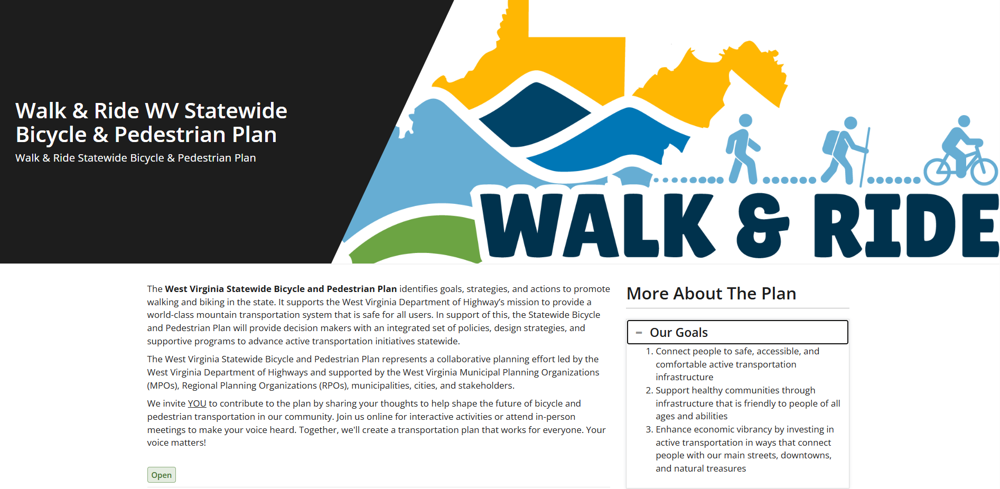 Walk & Ride WV Statewide
Bicycle & Pedestrian Plan
Walk & Ride Statewide Bicycle & Pedestrian Plan
WALK & RIDE
The West Virginia Statewide Bicycle and Pedestrian Plan identifies goals, strategies, and actions to promote
walking and biking in the state. It supports the West Virginia Department of Highway’s mission to provide a
world-class mountain transportation system that is safe for all users. In support of this, the Statewide Bicycle
and Pedestrian Plan will provide decision makers with an integrated set of policies, design strategies, and
supportive programs to advance active transportation initiatives statewide.
The West Virginia Statewide Bicycle and Pedestrian Plan represents a collaborative planning effort led by the
West Virginia Department of Highways and supported by the West Virginia Municipal Planning Organizations
(MPOs), Regional Planning Organizations (RPOs), municipalities, cities, and stakeholders.
We invite YOU to contribute to the plan by sharing your thoughts to help shape the future of bicycle and
pedestrian transportation in our community. Join us online for interactive activities or attend in-person
meetings to make your voice heard. Together, we'll create a transportation plan that works for everyone. Your
voice matters!
Open
More About The Plan
Our Goals
1. Connect people to safe, accessible, and
comfortable active transportation
infrastructure
2. Support healthy communities through
infrastructure that is friendly to people of all
ages and abilities
3. Enhance economic vibrancy by investing in
active transportation in ways that connect
people with our main streets, downtowns,
and natural treasures